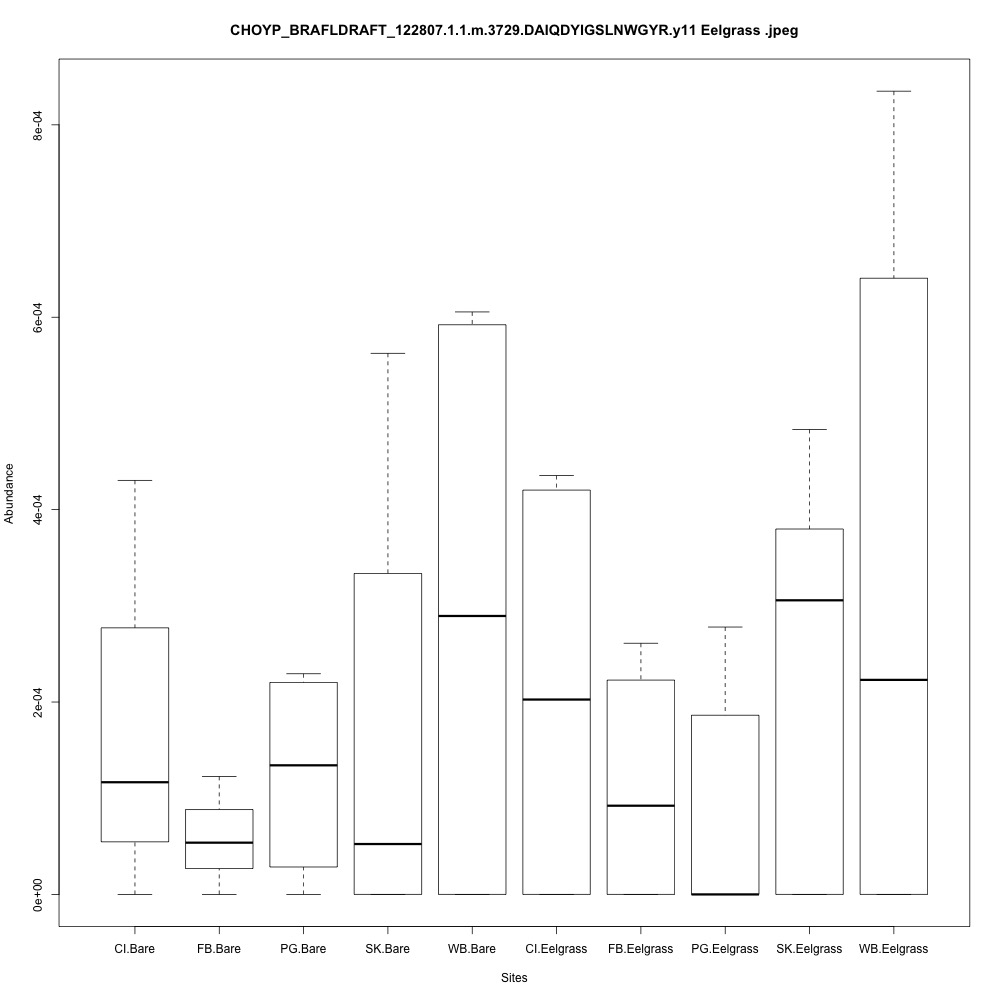 CHOYP_BRAFLDRAFT_122807.1.1.m.3729.DAIQDYIGSLNWGYR.y11 Eelgrass .jpeg
8e-04
6e-04
4e-04
2e-04
0e+00
Abundance
CI.Bare FB.Bare PG.Bare SK.Bare WB.Bare CI.Eelgrass FB.Eelgrass PG.Eelgrass SK.Eelgrass WB.Eelgrass
Sites